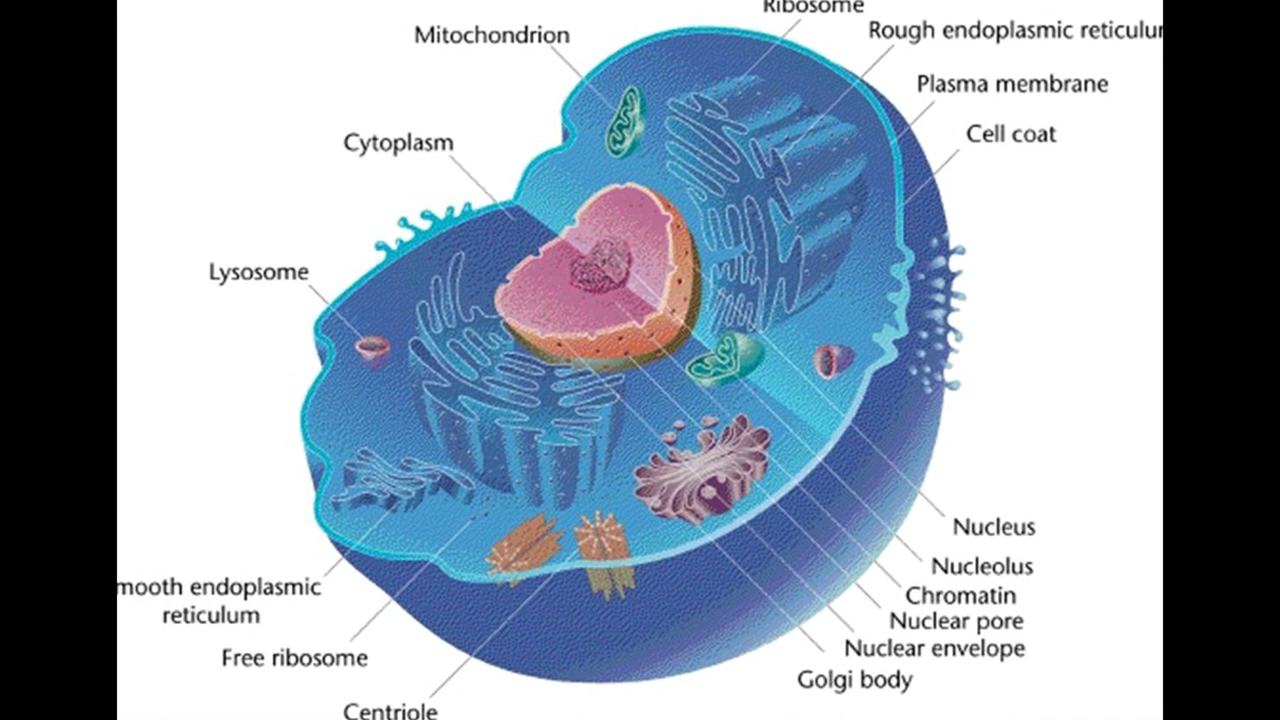 Ribosome
Mitochondrion
Rough endoplasmic reticulu
Plasma membrane
Cell coat
Cytoplasm
Lysosome
Nucleus
Nucleolus
Chromatin
mooth endoplasmic
reticulum
Nuclear pore
Nuclear envelope
Free ribosome
Golgi body
Centriole